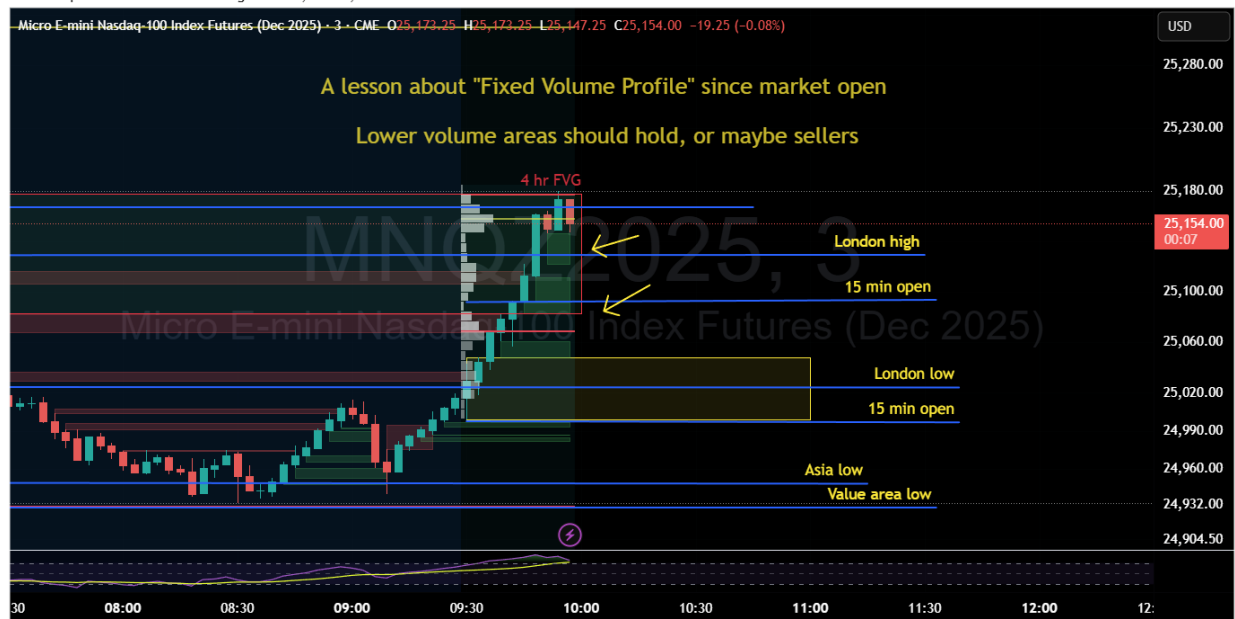 Micro E-mini Nasdaq-100 Index Futures (Dec 2025) · 3 · CME O25,173.25 H25,173.25 L25,147.25 C25,154.00 −19.25 (−0.08%)
USD
25,280.00
A lesson about "Fixed Volume Profile" since market open
25,230.00
Lower volume areas should hold, or maybe sellers
4 hr FVG
25,180.00
MNQZ2025, 3
25,154.00
00:07
London high
15 min open
25,100.00
Micro E-mini Nasdaq-100 Index Futures (Dec 2025)
25,060.00
London low
25,020.00
15 min open
24,990.00
Asia low
24,960.00
Value area low
24,932.00
24,904.50
:30 08:00 08:30 09:00 09:30 10:00 10:30 11:00 11:30 12:00 12: